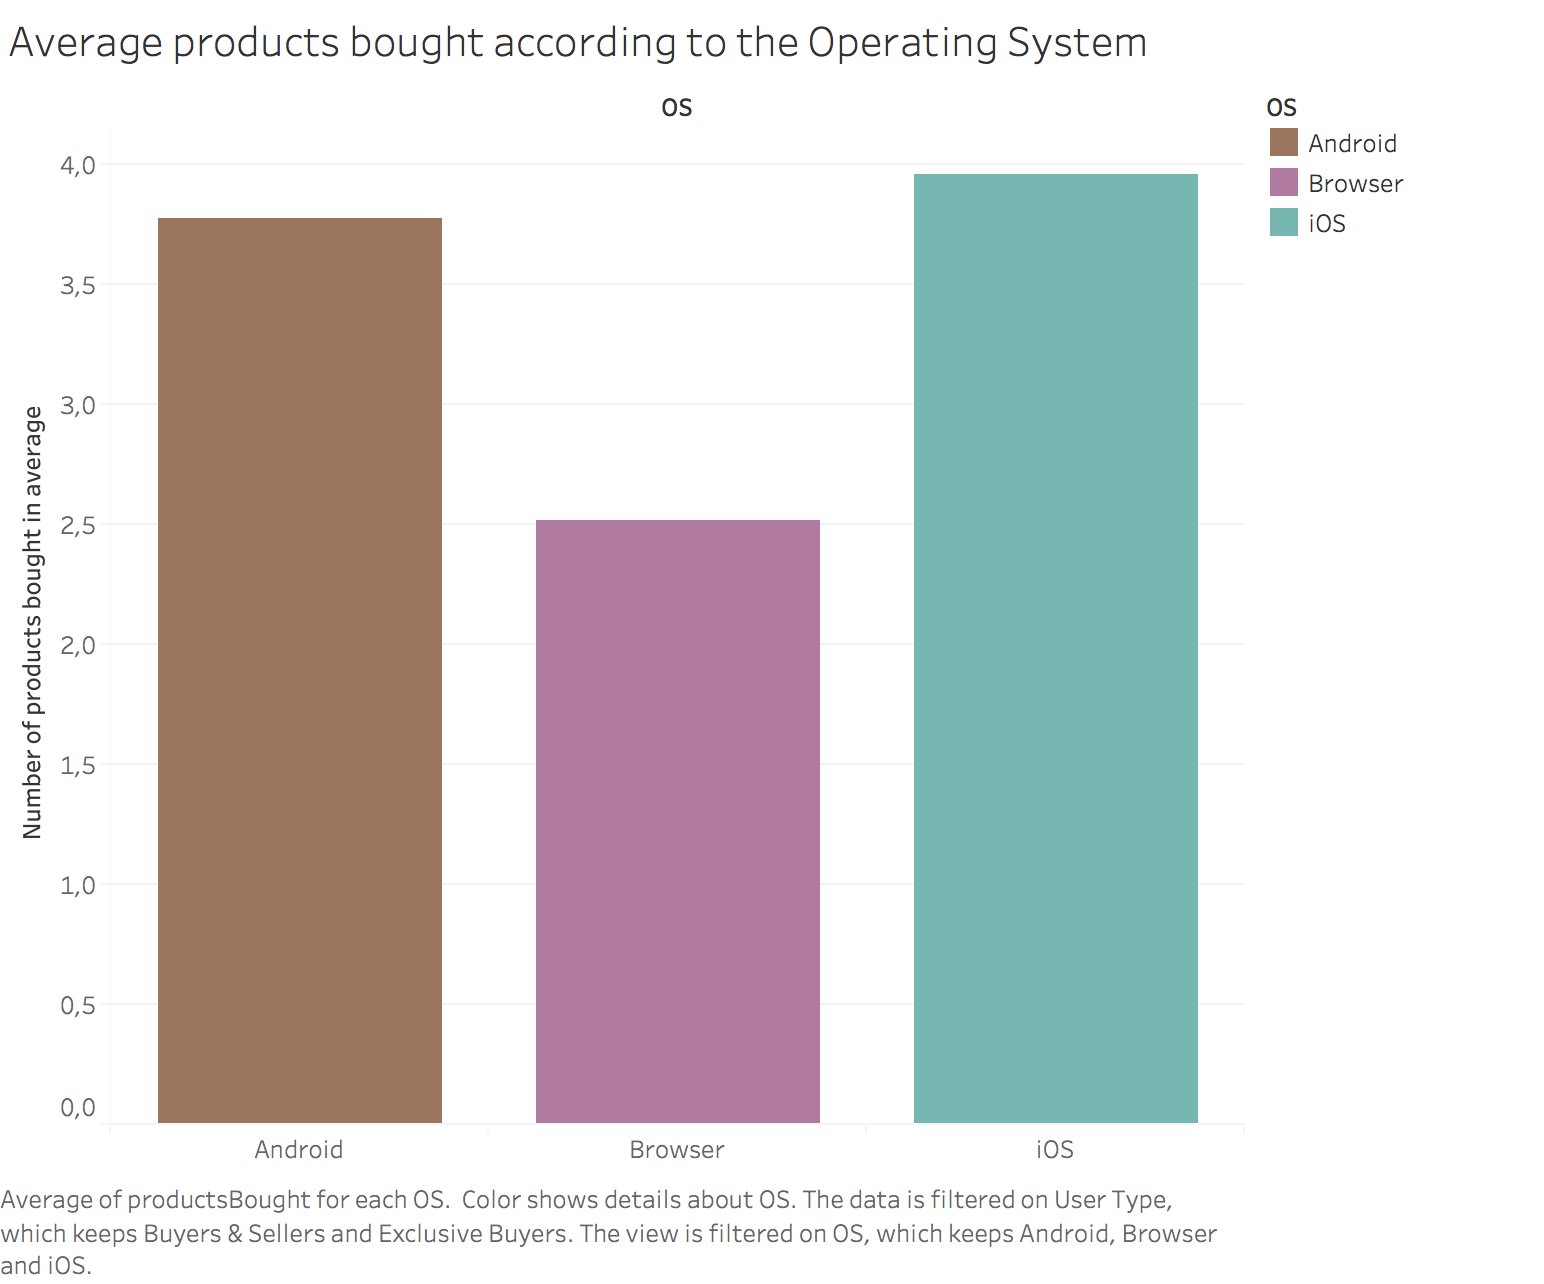 Average products bought according to the Operating System
OS
OS
Android
Browser
iOS
4,0
3,5
3,0
2,5
2,0
1,5
1,0
0,5
0,0
Number of products bought in average
Android
Browser
iOS
Average of productsBought for each OS.  Color shows details about OS. The data is filtered on User Type,
which keeps Buyers & Sellers and Exclusive Buyers. The view is filtered on OS, which keeps Android, Browser
and iOS.